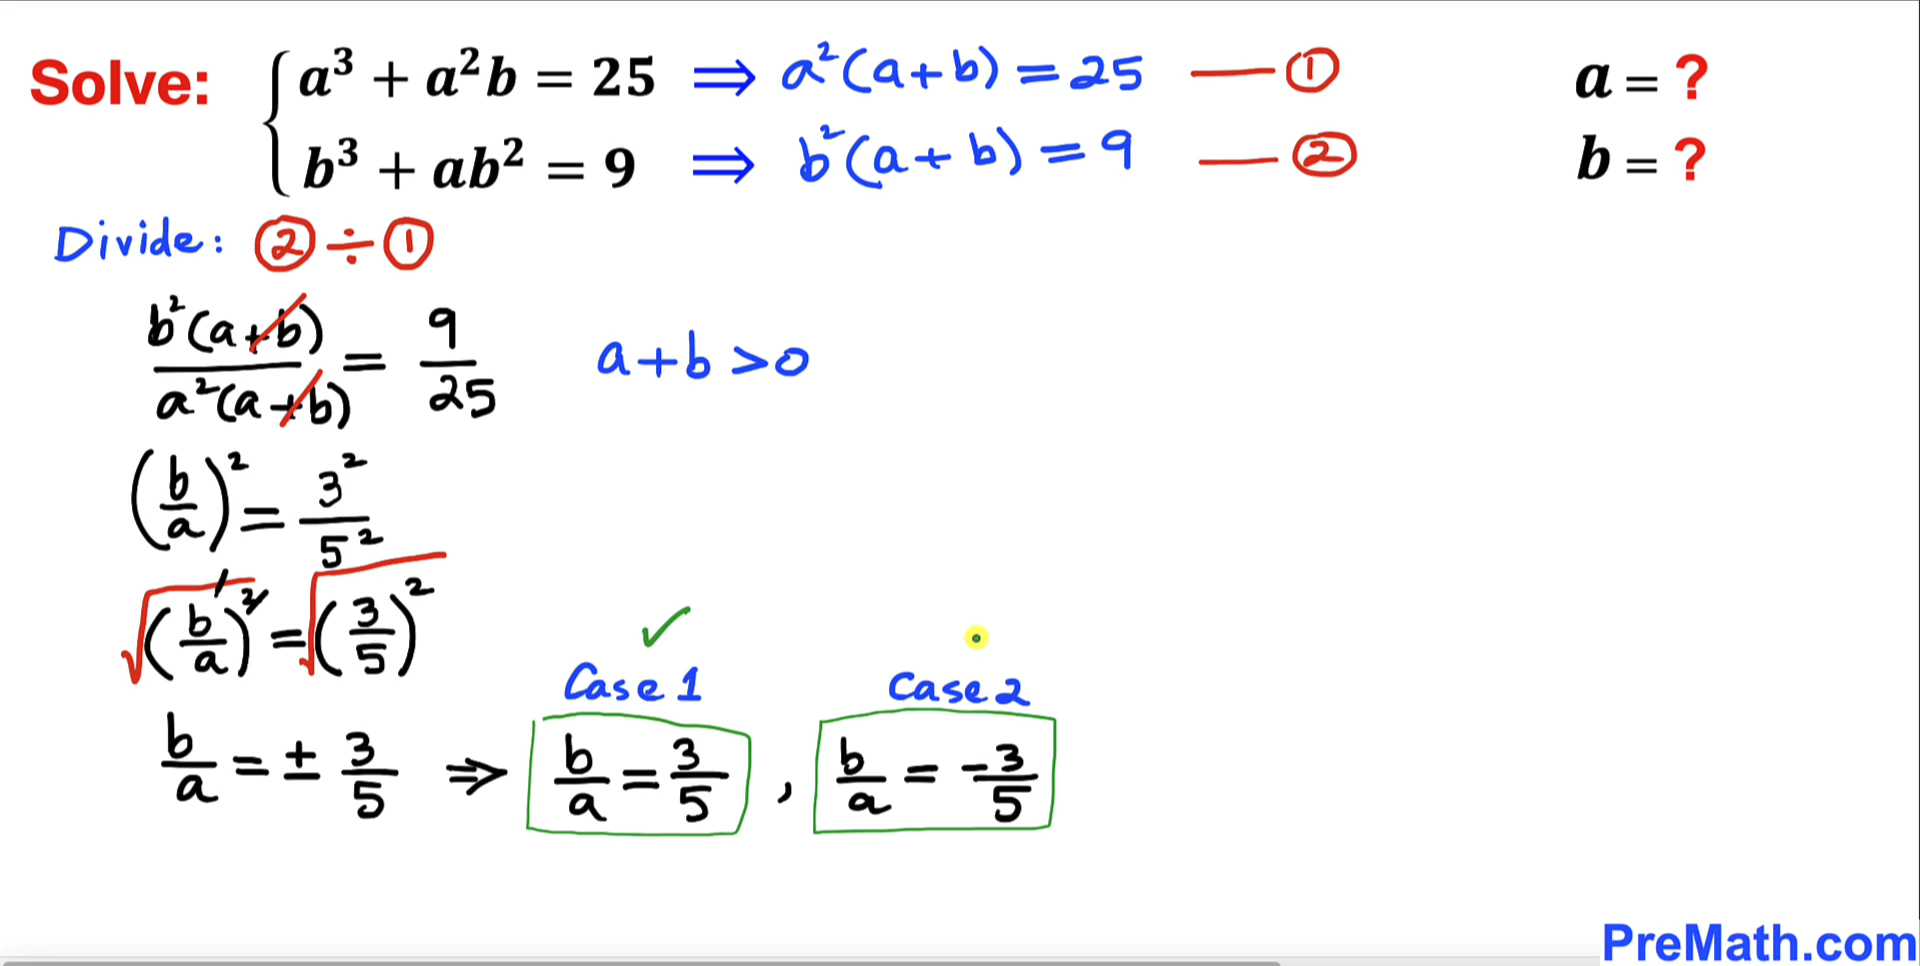 Solve: a³ + a²b = 25 ⇒ a²(a+b) = 25 —— ① a = ?
b³ + ab² = 9 ⇒ b²(a+b) = 9 —— ② b = ?
Divide: ② ÷ ①
b²(a+b) / a²(a+b) = 9/25 a+b > 0
(b/a)² = 3²/5²
√(b/a)² = √(3/5)²
Case 1 Case 2
b/a = ± 3/5 ⇒ b/a = 3/5 , b/a = -3/5
PreMath.com